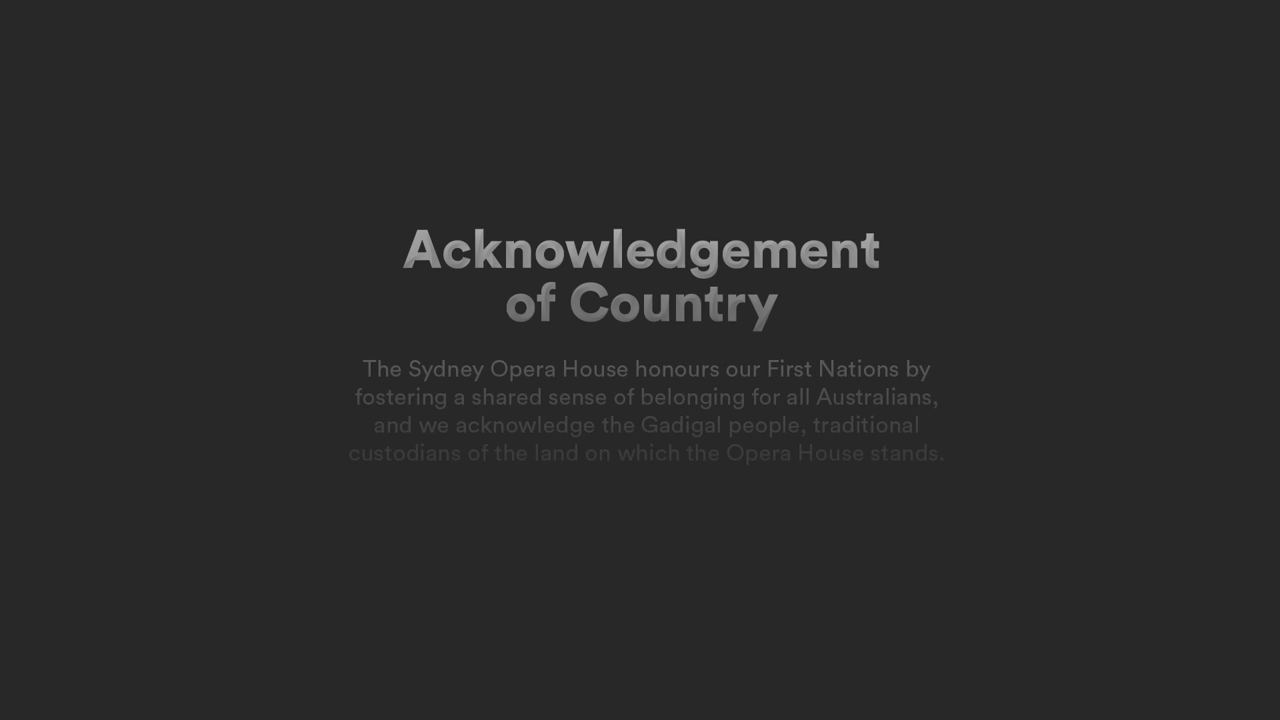 Acknowledgement
of Country
The Sydney Opera House honours our First Nations by
fostering a shared sense of belonging for all Australians,
and we acknowledge the Gadigal people, traditional
custodians of the land on which the Opera House stands.